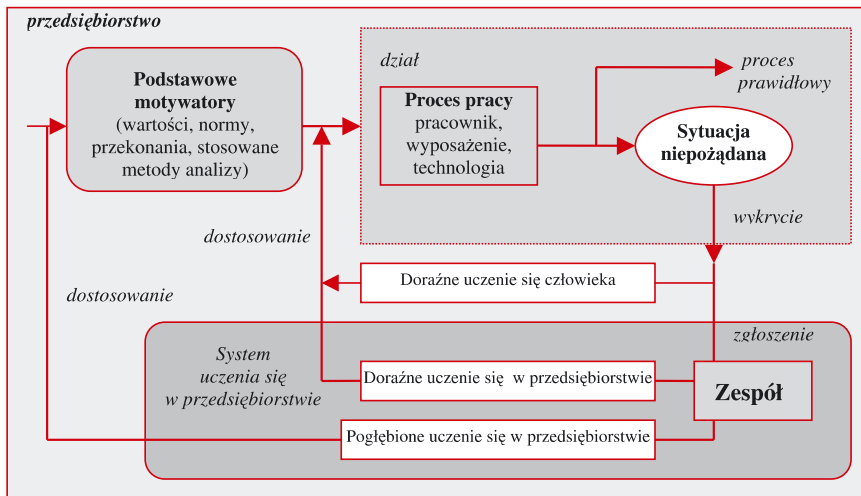 przedsiębiorstwo
Podstawowe
motywatory
(wartości, normy,
przekonania, stosowane
metody analizy)
dział
Proces pracy
pracownik,
wyposażenie,
technologia
proces
prawidłowy
Sytuacja
niepożądana
wykrycie
dostosowanie
dostosowanie
Doraźne uczenie się człowieka
zgłoszenie
System
uczenia się
w przedsiębiorstwie
Doraźne uczenie się w przedsiębiorstwie
Zespół
Pogłębione uczenie się w przedsiębiorstwie